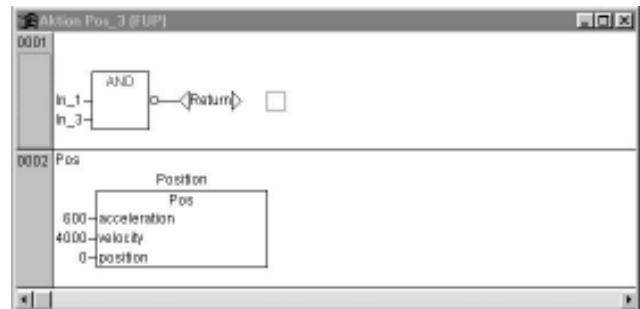 Aktion Pos_3 (FUP)
0001
AND
In_1
Return
In_3
0002 Pos
Position
Pos
600 acceleration
4000 velocity
0 position